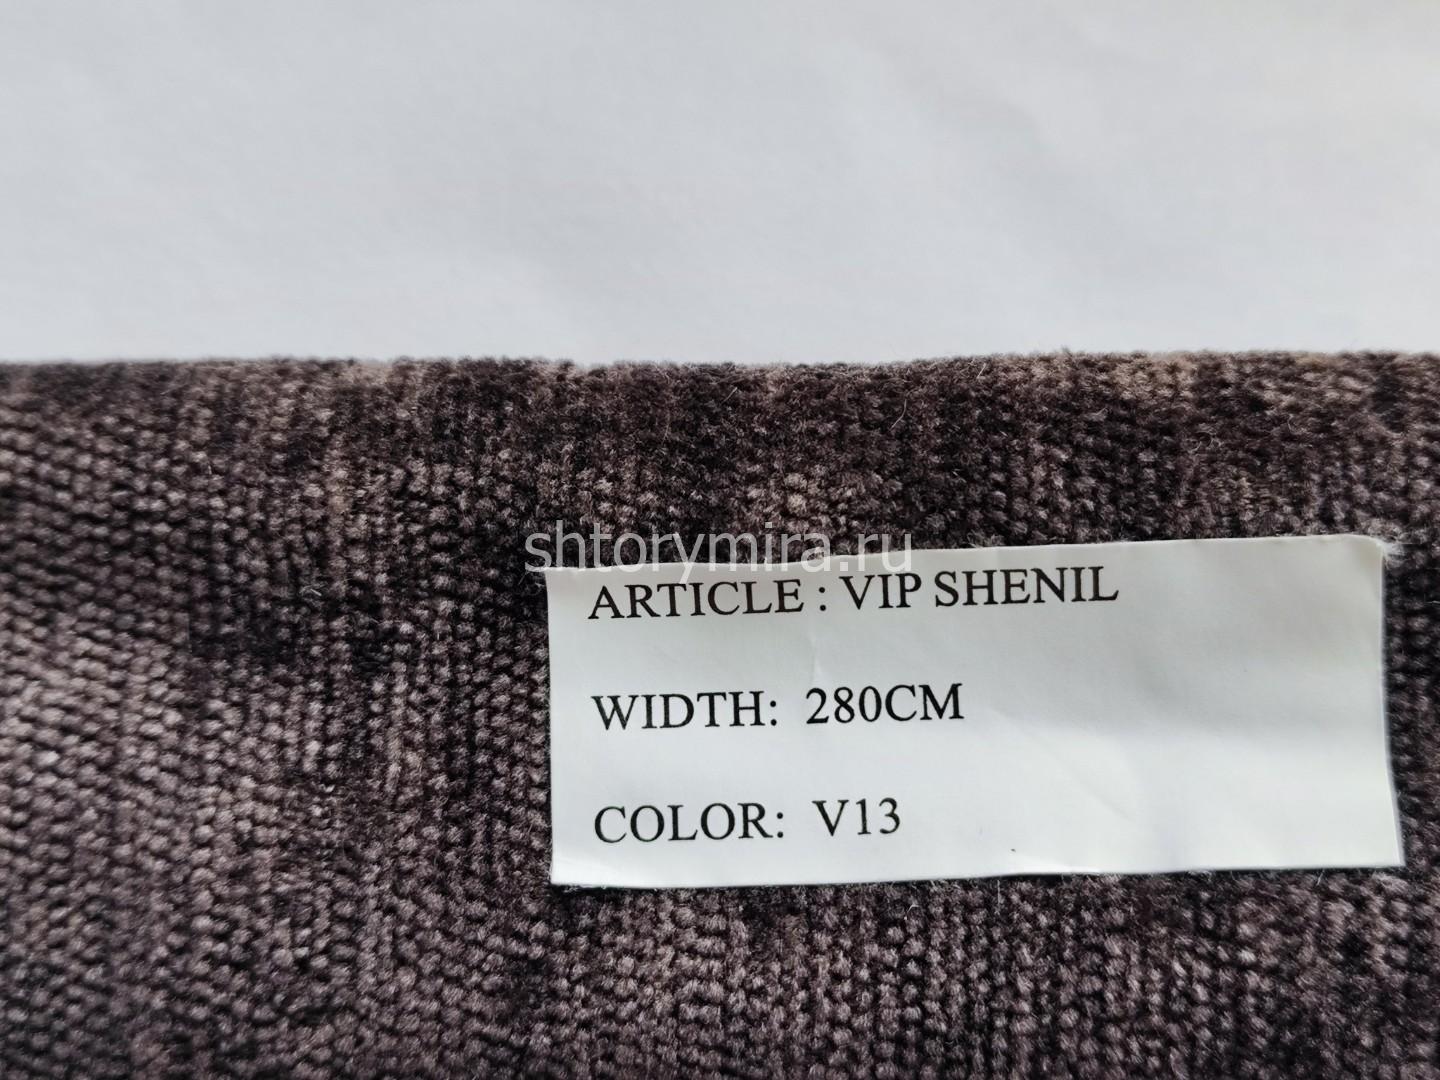 shtorymira.ru
ARTICLE : VIP SHENIL
WIDTH: 280CM
COLOR: V13